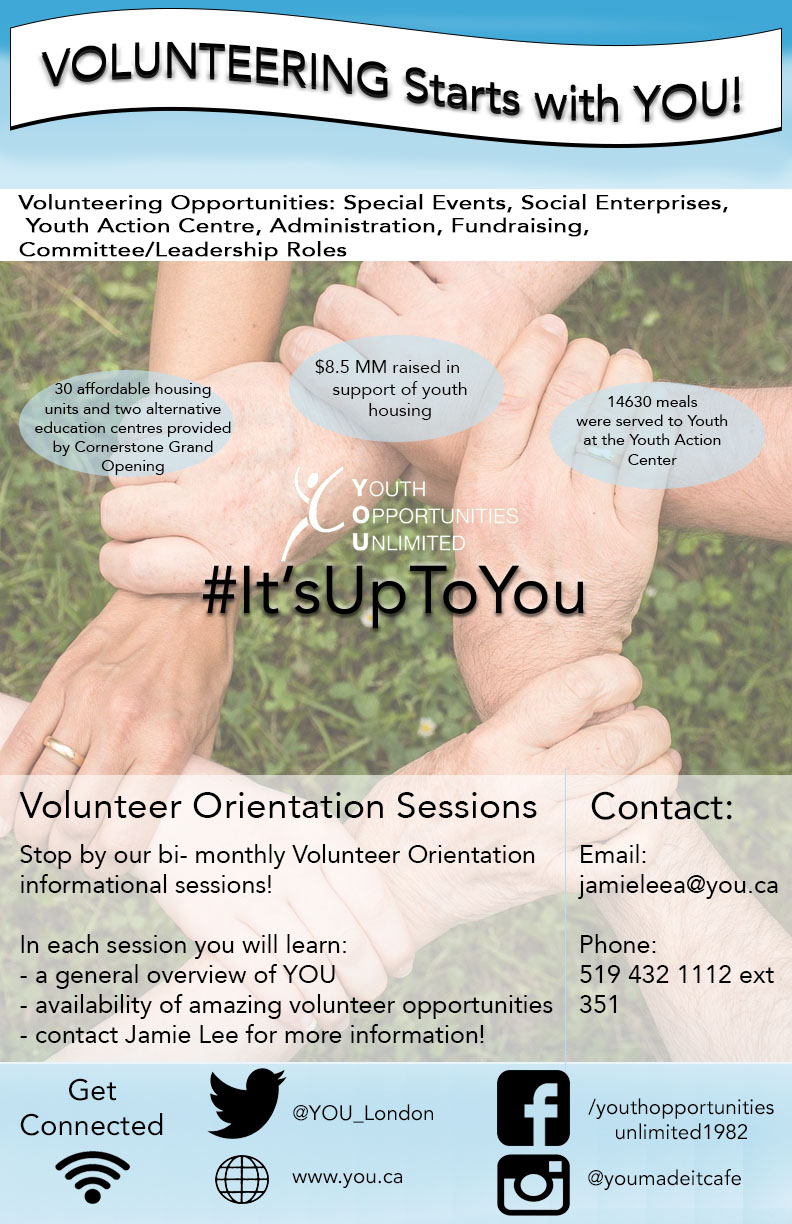 VOLUNTEERING Starts with YOU!
Volunteering Opportunities: Special Events, Social Enterprises,
Youth Action Centre, Administration, Fundraising,
Committee/Leadership Roles
30 affordable housing
units and two alternative
education centres provided
by Cornerstone Grand
Opening
$8.5 MM raised in
support of youth
housing
14630 meals
were served to Youth
at the Youth Action
Center
YOUTH
OPPORTUNITIES
UNLIMITED
#It'sUpToYou
Volunteer Orientation Sessions
Stop by our bi- monthly Volunteer Orientation
informational sessions!
In each session you will learn:
- a general overview of YOU
- availability of amazing volunteer opportunities
- contact Jamie Lee for more information!
Contact:
Email:
jamieleea@you.ca
Phone:
519 432 1112 ext
351
Get
Connected
@YOU_London
www.you.ca
/youthopportunities
unlimited1982
@youmadeitcafe